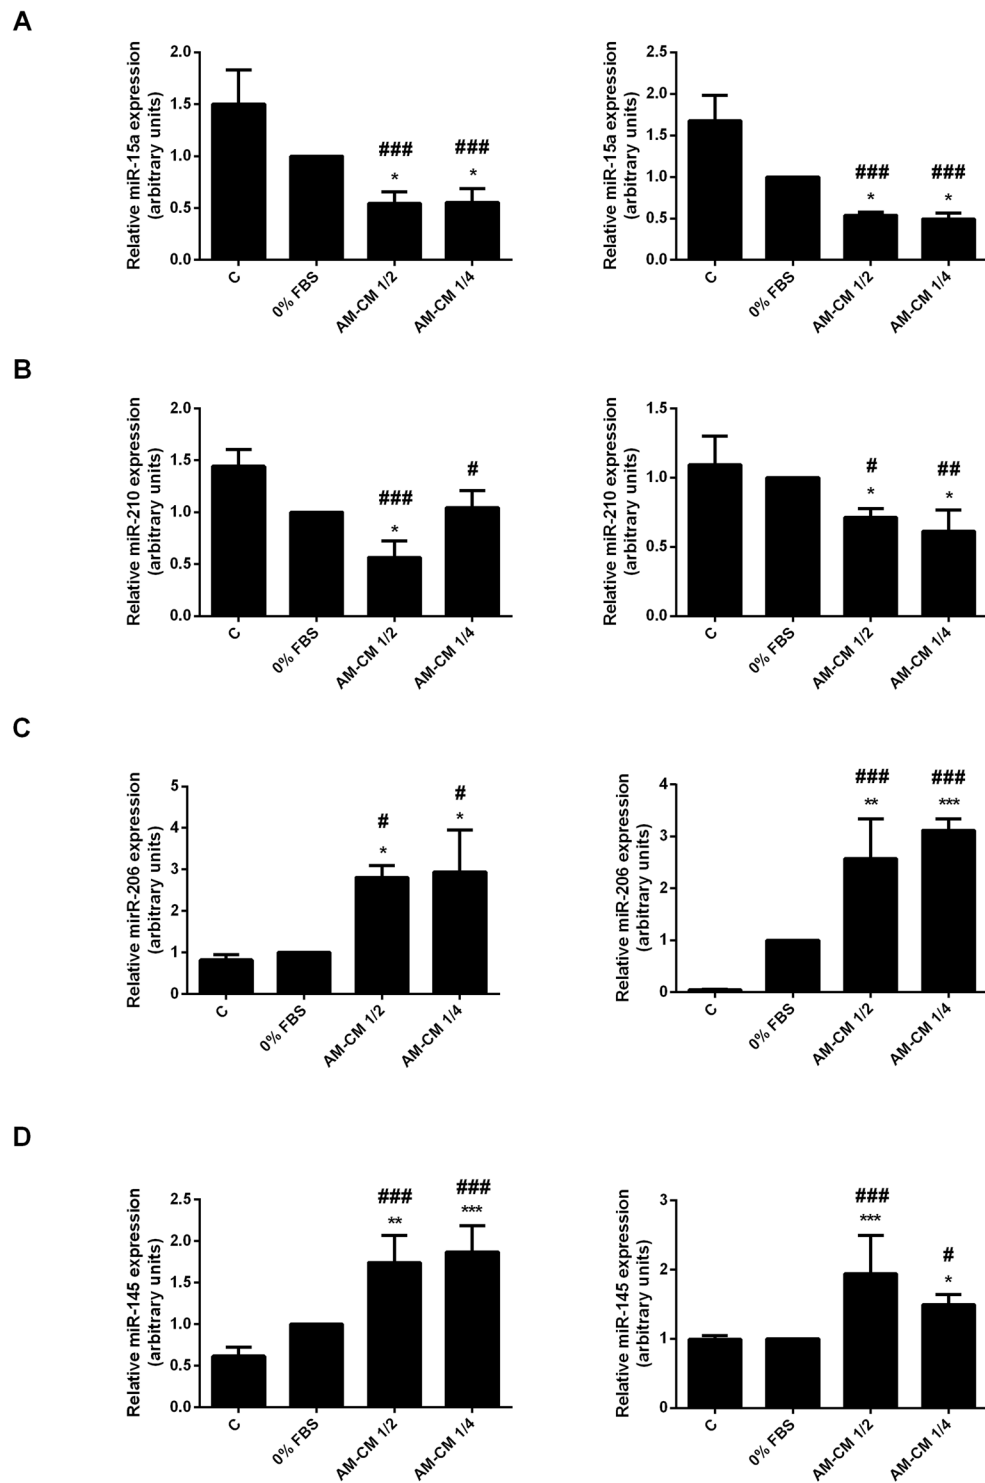 A
Relative miR-15a expression
(arbitrary units)
2.0
1.5
1.0
0.5
0.0
###
*
###
*
C
0% FBS
AM-CM 1/2
AM-CM 1/4
Relative miR-15a expression
(arbitrary units)
2.5
2.0
1.5
1.0
0.5
0.0
###
*
###
*
C
0% FBS
AM-CM 1/2
AM-CM 1/4
B
Relative miR-210 expression
(arbitrary units)
2.0
1.5
1.0
0.5
0.0
###
*
#
C
0% FBS
AM-CM 1/2
AM-CM 1/4
Relative miR-210 expression
(arbitrary units)
1.5
1.0
0.5
0.0
#
*
##
*
C
0% FBS
AM-CM 1/2
AM-CM 1/4
C
Relative mirR-206 expression
(arbitrary units)
5
4
3
2
1
0
#
*
#
*
C
0% FBS
AM-CM 1/2
AM-CM 1/4
Relative miR-206 expression
(arbitrary units)
4
3
2
1
0
###
**
###
***
C
0% FBS
AM-CM 1/2
AM-CM 1/4
D
Relative miR-145 expression
(arbitrary units)
2.5
2.0
1.5
1.0
0.5
0.0
###
**
###
***
C
0% FBS
AM-CM 1/2
AM-CM 1/4
Relative miR-145 expression
(arbitrary units)
3
2
1
0
###
***
#
*
C
0% FBS
AM-CM 1/2
AM-CM 1/4